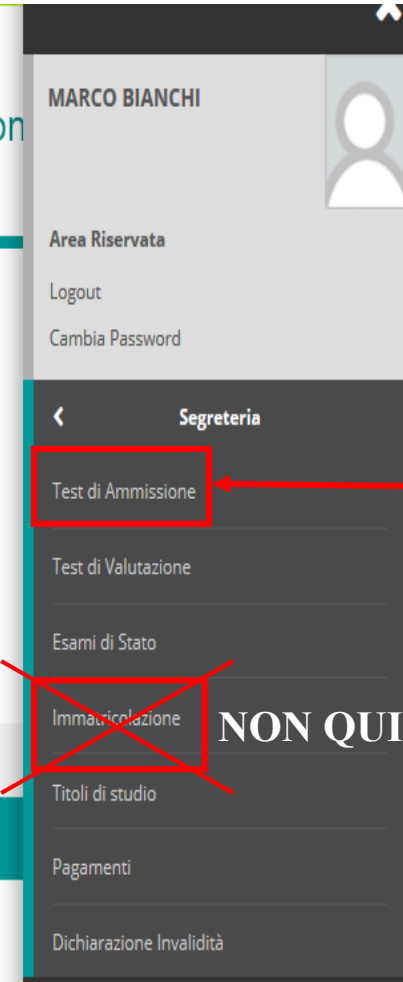 on
MARCO BIANCHI
Area Riservata
Logout
Cambia Password
Segreteria
Test di Ammissione
Test di Valutazione
Esami di Stato
Immatricolazione
NON QUI
Titoli di studio
Pagamenti
Dichiarazione Invalidità